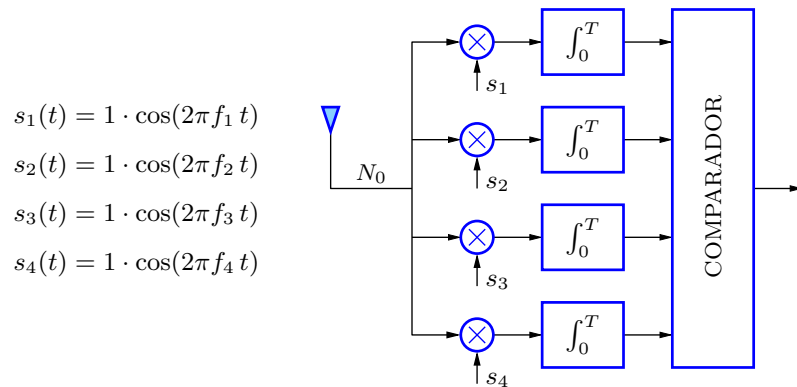 s₁(t) = 1 · cos(2πf₁ t)
s₂(t) = 1 · cos(2πf₂ t)
s₃(t) = 1 · cos(2πf₃ t)
s₄(t) = 1 · cos(2πf₄ t)
N₀
×
s₁
∫₀ᵀ
×
s₂
∫₀ᵀ
×
s₃
∫₀ᵀ
×
s₄
∫₀ᵀ
COMPARADOR